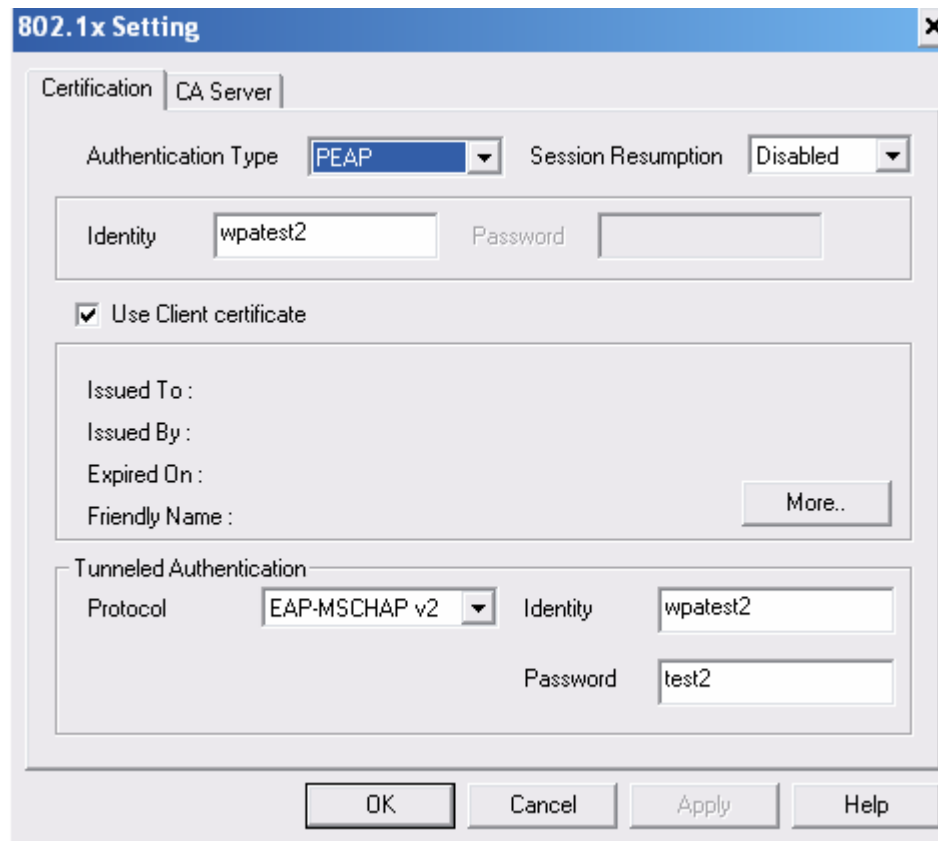 802.1x Setting
Certification CA Server
Authentication Type PEAP Session Resumption Disabled
Identity wpatest2 Password
Use Client certificate
Issued To :
Issued By :
Expired On :
Friendly Name :
More..
Tunneled Authentication
Protocol EAP-MSCHAP v2 Identity wpatest2
Password test2
OK Cancel Apply Help